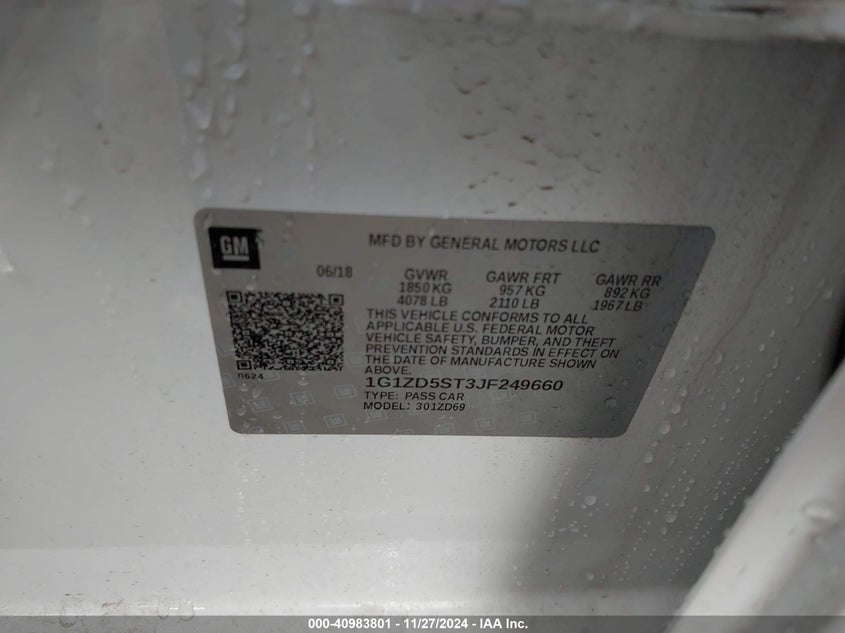 GM
MFD BY GENERAL MOTORS LLC
06/18
GVWR GAWR FRT GAWR RR
1850 KG 957 KG 892 KG
4078 LB 2110 LB 1967 LB
THIS VEHICLE CONFORMS TO ALL
APPLICABLE U.S. FEDERAL MOTOR
VEHICLE SAFETY, BUMPER, AND THEFT
PREVENTION STANDARDS IN EFFECT ON
THE DATE OF MANUFACTURE SHOWN
ABOVE.
R624
1G1ZD5ST3JF249660
TYPE: PASS CAR
MODEL: 301ZD69
000-40983801 - 11/27/2024 - IAA Inc.